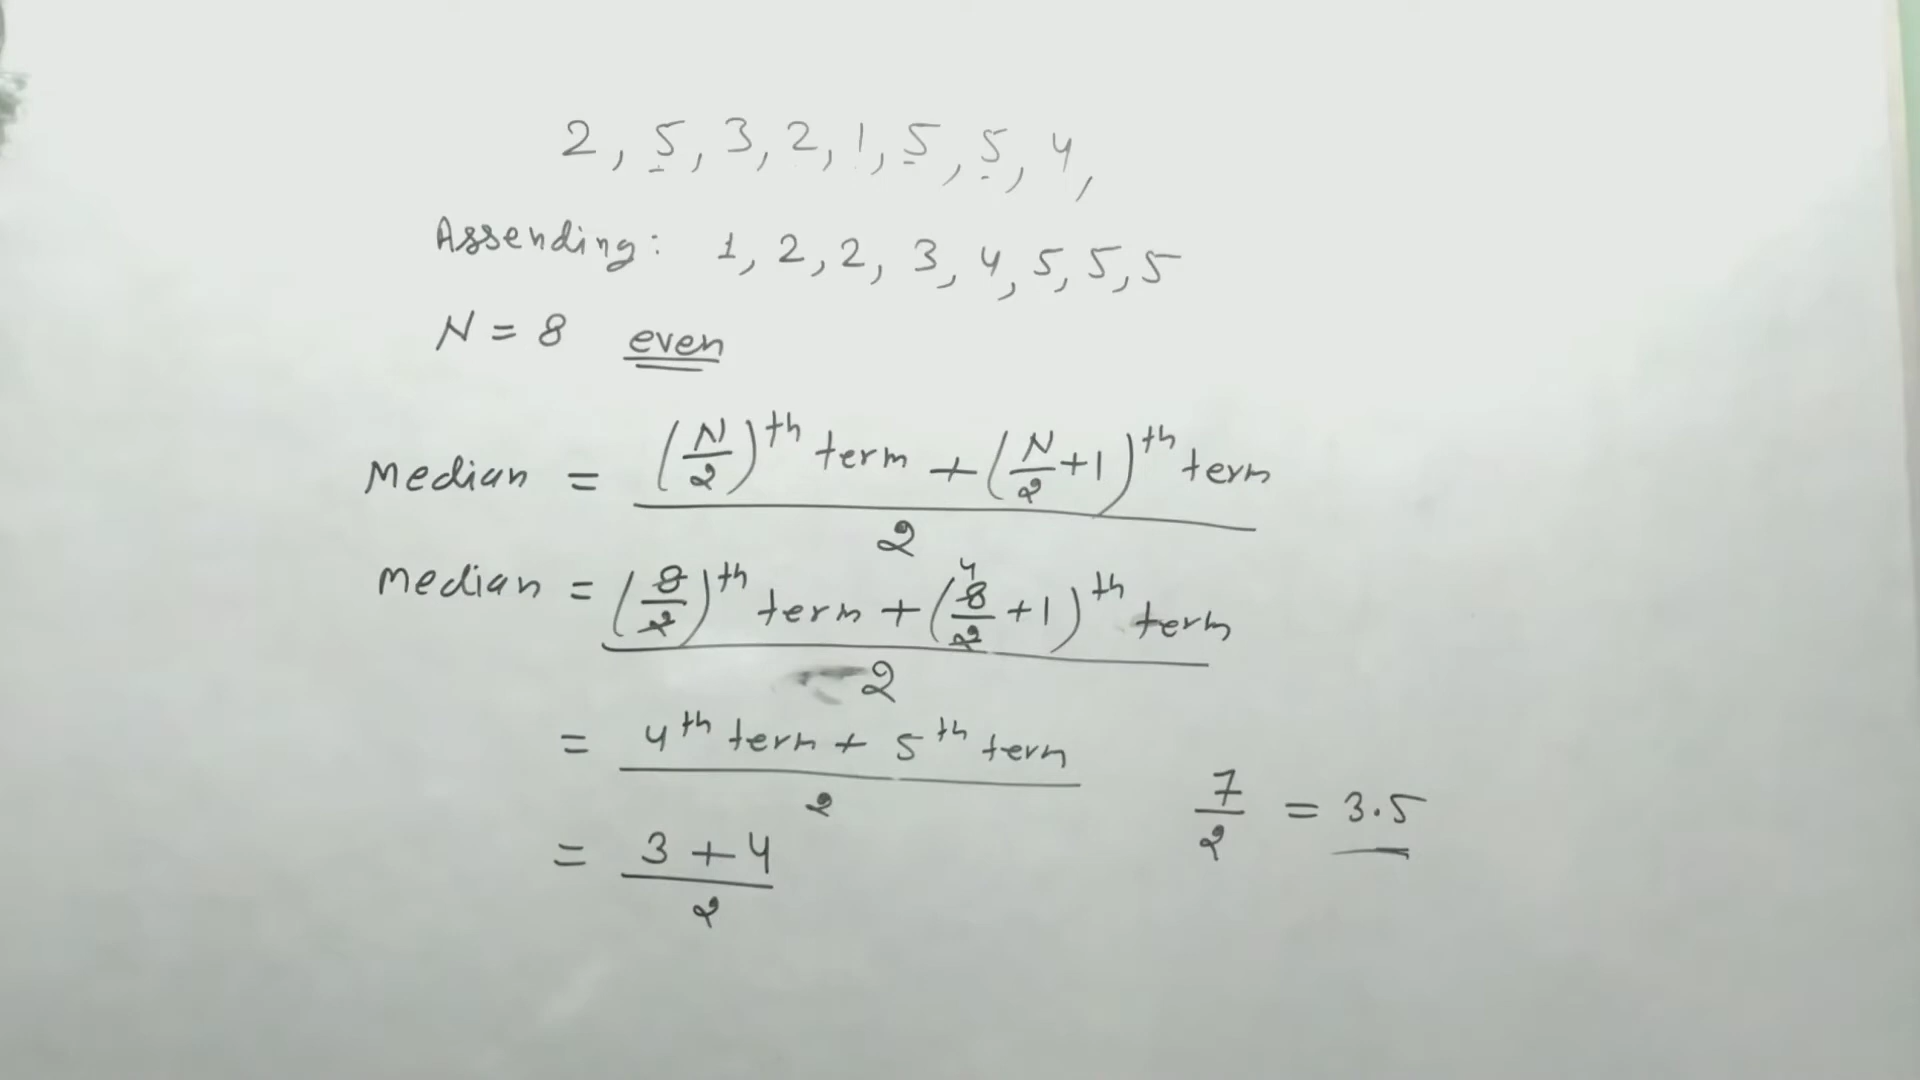 2, 5, 3, 2, 1, 5, 5, 4,
Assending: 1, 2, 2, 3, 4, 5, 5, 5
N = 8 even
Median = (N/2)th term + (N/2 + 1)th term / 2
Median = (8/2)th term + (8/2 + 1)th term / 2
4
= 4th term + 5th term / 2
= 3 + 4 / 2
7/2 = 3.5